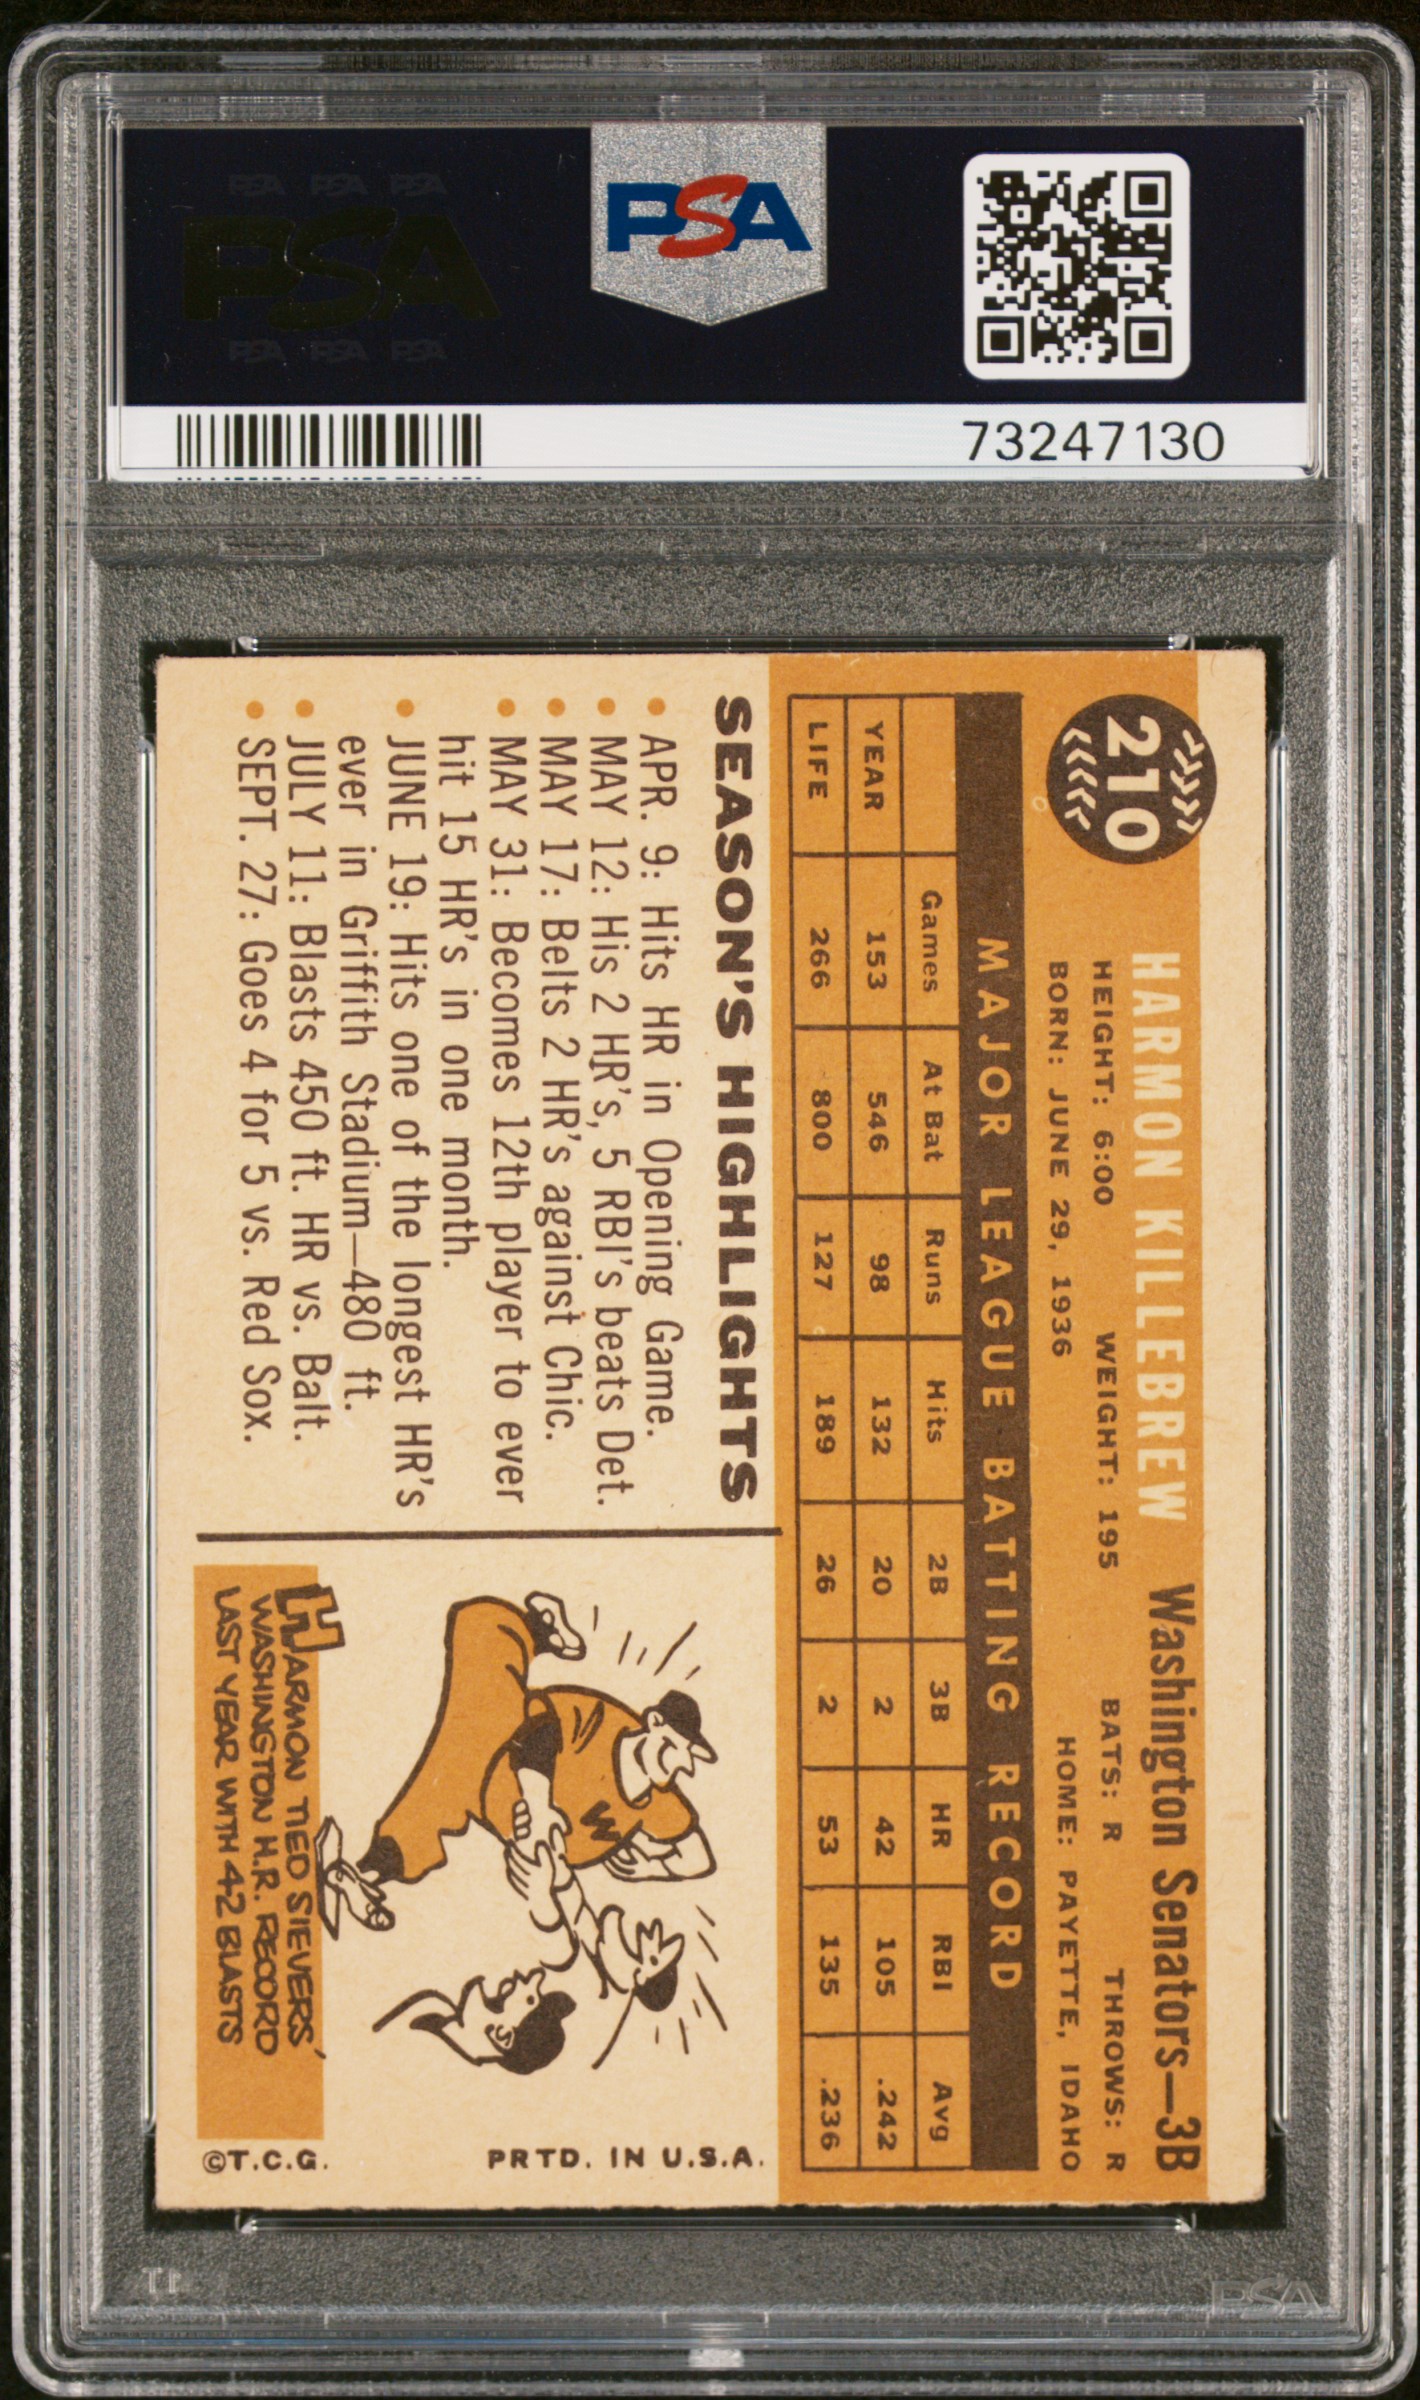 PSA PSA PSA
PSA
PSA PSA PSA
PSA
73247130
210
HARMON KILLEBREW Washington Senators—3B
HEIGHT: 6:00 WEIGHT: 195 BATS: R THROWS: R
BORN: JUNE 29, 1936 HOME: PAYETTE, IDAHO
MAJOR LEAGUE BATTING RECORD
Games At Bat Runs Hits 2B 3B HR RBI Avg
YEAR 153 546 98 132 20 2 42 105 .242
LIFE 266 800 127 189 26 2 53 135 .236
SEASON'S HIGHLIGHTS
• APR. 9: Hits HR in Opening Game.
• MAY 12: His 2 HR's, 5 RBI's beats Det.
• MAY 17: Belts 2 HR's against Chic.
• MAY 31: Becomes 12th player to ever
hit 15 HR's in one month.
• JUNE 19: Hits one of the longest HR's
ever in Griffith Stadium—480 ft.
• JULY 11: Blasts 450 ft. HR vs. Balt.
• SEPT. 27: Goes 4 for 5 vs. Red Sox.
W
HARMON TIED SIEVERS'
WASHINGTON H.R. RECORD
LAST YEAR WITH 42 BLASTS
PRTD. IN U.S.A.
©T.C.G.
PSA